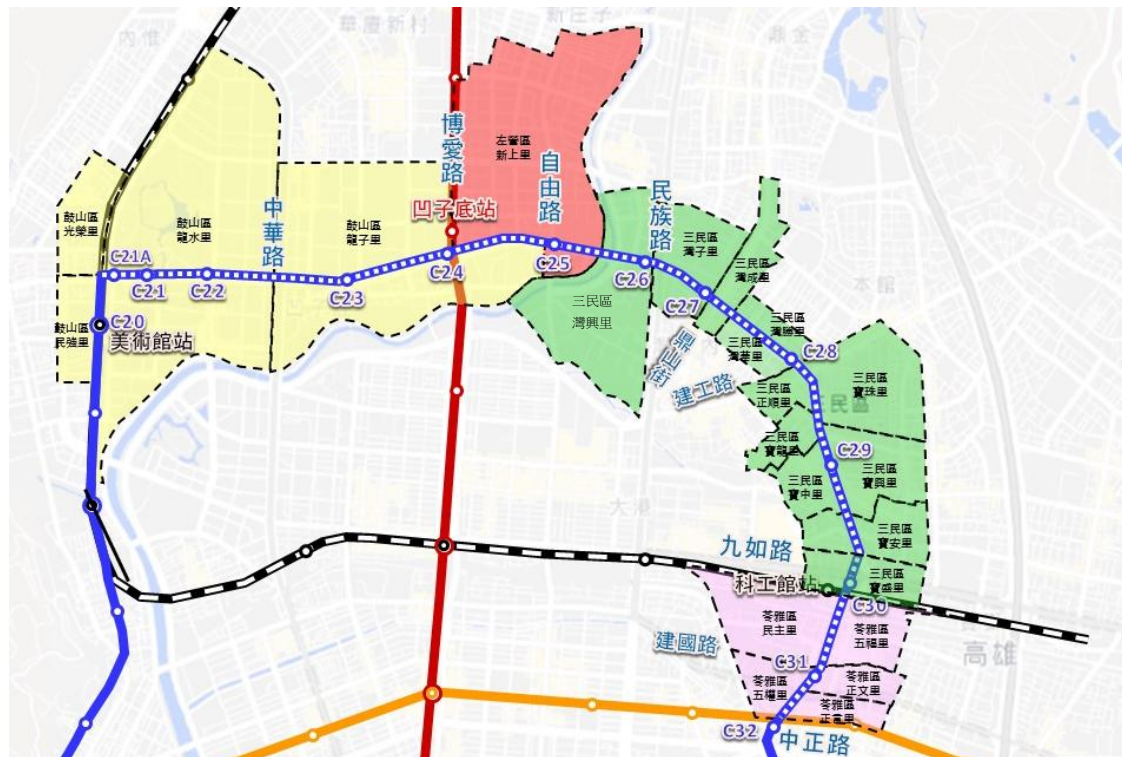 內惟
華廈新村
新庄子
鼎金
博愛路
左營區
新上里
自由路
凹子底站
民族路
中華路
鼓山區
光榮里
鼓山區
龍水里
鼓山區
龍子里
C21A
C21
C22
C23
C24
C25
C26
C27
三民區
灣子里
三民區
灣成里
本館
C20
美術館站
鼓山區
民強里
三民區
灣興里
三民區
灣勝里
C28
三民區
灣華里
鼎山街
建工路
三民區
正順里
三民區
寶珠里
三民區
三民區
寶龍里
C29
三民區
寶中里
三民區
寶興里
大港
三民區
寶安里
九如路
科工館站
三民區
寶盛里
C30
苓雅區
民主里
苓雅區
五福里
建國路
高雄
C31
苓雅區
五權里
苓雅區
正文里
苓雅區
C32
中正路